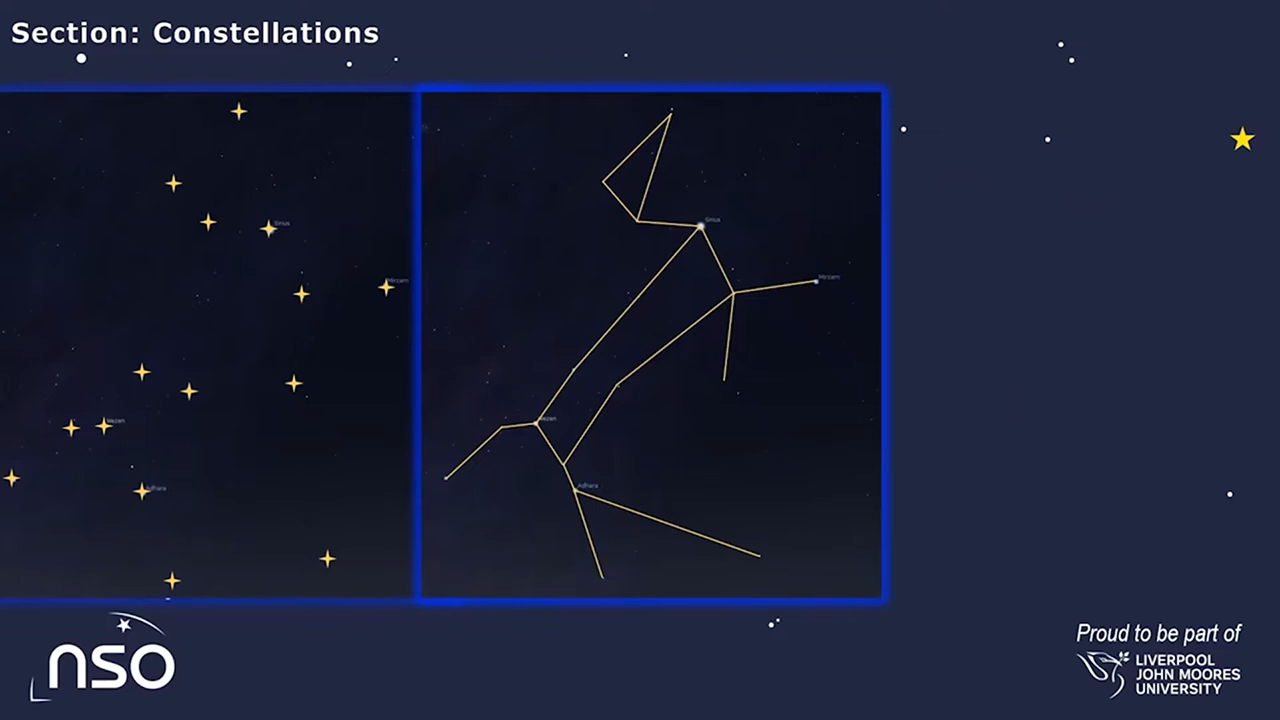 Section: Constellations
Sirius
Mirzam
Wezen
Adhara
Sirius
Mirzam
Wezen
Adhara
nso
Proud to be part of
LIVERPOOL
JOHN MOORES
UNIVERSITY